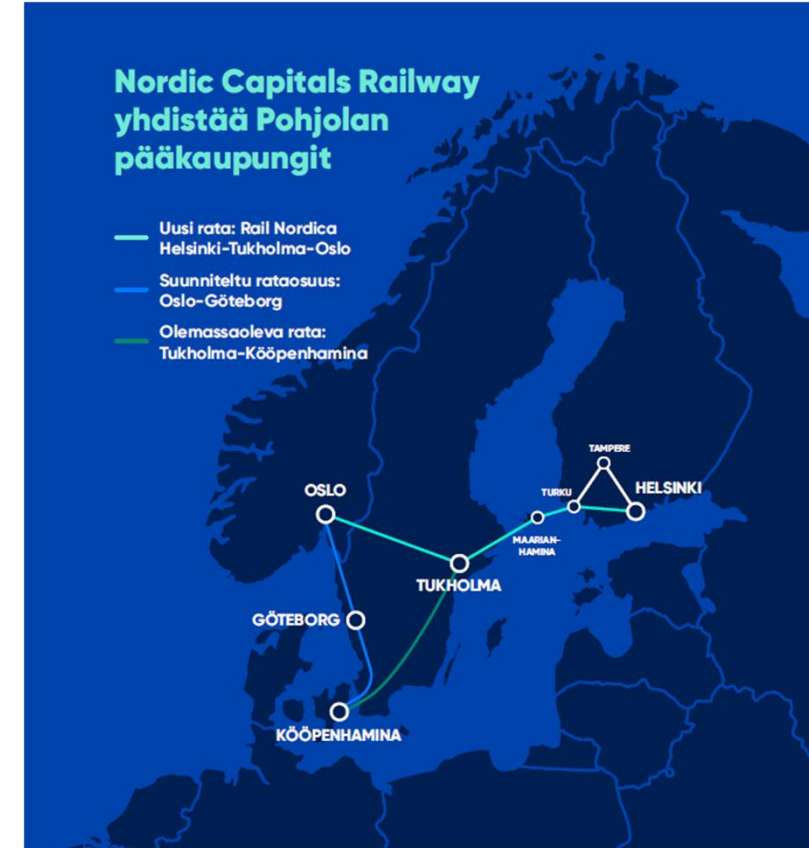 Nordic Capitals Railway
yhdistää Pohjolan
pääkaupungit
Uusi rata: Rail Nordica
Helsinki-Tukholma-Oslo
Suunniteltu rataosuus:
Oslo-Göteborg
Olemassaoleva rata:
Tukholma-Kööpenhamina
TAMPERE
OSLO
TURKU
HELSINKI
MAARIAN-
HAMINA
TUKHOLMA
GÖTEBORG
KÖÖPENHAMINA